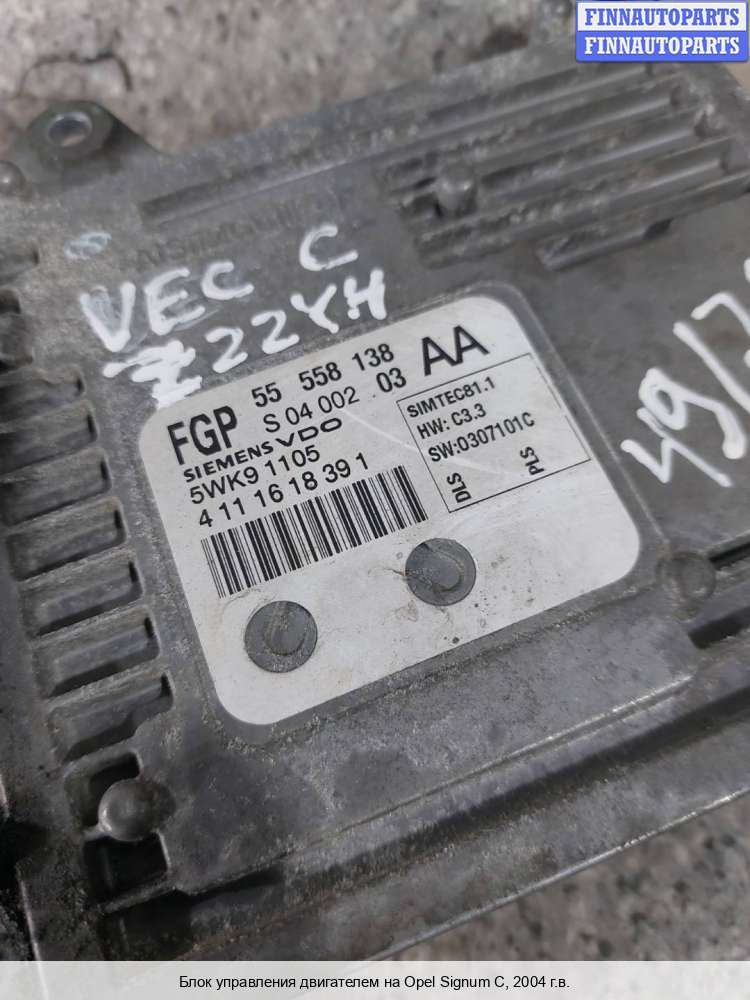 FINNAUTOPARTS
FINNAUTOPARTS
VEC C
Z22YH
FGP 55 558 138 AA
S 04 002 03
SIEMENS VDO
5WK9 1105
4 11 16 18 39 1
SIMTEC81.1
HW: C3.3
SW:0307101C
DLS PLS
Блок управления двигателем на Opel Signum C, 2004 г.в.